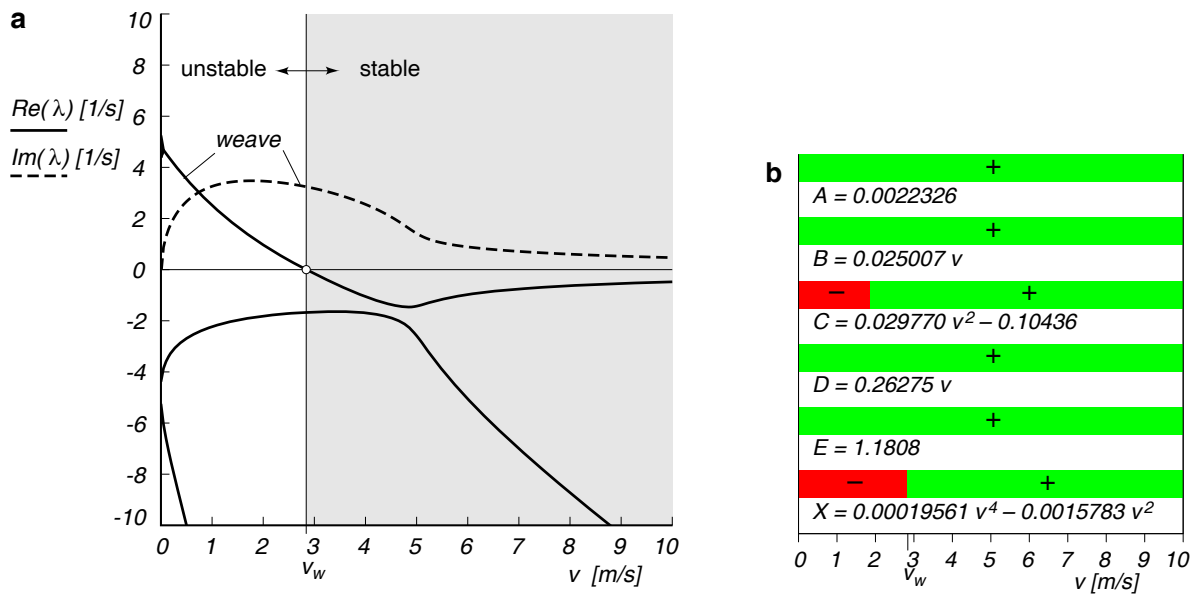 a
10
8
6
4
2
0
-2
-4
-6
-8
-10
Re(λ) [1/s]
Im(λ) [1/s]
unstable
stable
weave
0 1 2 3 4 5 6 7 8 9 10
v_w
v [m/s]
b
+
A = 0.0022326
+
B = 0.025007 v
− +
C = 0.029770 v² – 0.10436
+
D = 0.26275 v
+
E = 1.1808
− +
X = 0.00019561 v⁴ – 0.0015783 v²
0 1 2 3 4 5 6 7 8 9 10
v_w
v [m/s]